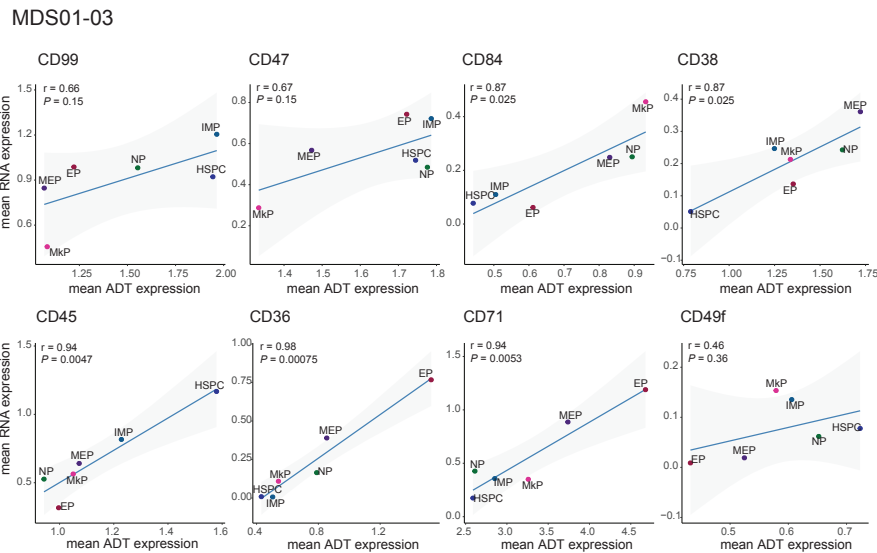 MDS01-03
CD99
r = 0.66
P = 0.15
1.5
1.2
0.9
0.6
mean RNA expression
MEP
EP
NP
IMP
HSPC
MkP
1.25
1.50
1.75
2.00
mean ADT expression
CD47
r = 0.67
P = 0.15
0.8
0.6
0.4
0.2
MEP
EP
IMP
HSPC
NP
MkP
1.4
1.5
1.6
1.7
1.8
mean ADT expression
CD84
r = 0.87
P = 0.025
0.4
0.2
0.0
MkP
MEP
NP
HSPC
IMP
EP
0.5
0.6
0.7
0.8
0.9
mean ADT expression
CD38
r = 0.87
P = 0.025
0.4
0.3
0.2
0.1
0.0
−0.1
MEP
IMP
MkP
NP
EP
HSPC
0.75
1.00
1.25
1.50
1.75
mean ADT expression
CD45
r = 0.94
P = 0.0047
1.5
1.0
0.5
mean RNA expression
HSPC
IMP
MEP
NP
MkP
EP
1.0
1.2
1.4
1.6
mean ADT expression
CD36
r = 0.98
P = 0.00075
1.00
0.75
0.50
0.25
0.00
EP
MEP
MkP
NP
HSPC
IMP
0.4
0.8
1.2
mean ADT expression
CD71
r = 0.94
P = 0.0053
1.5
1.0
0.5
0.0
EP
MEP
NP
IMP
MkP
HSPC
2.5
3.0
3.5
4.0
4.5
mean ADT expression
CD49f
r = 0.46
P = 0.36
0.2
0.1
0.0
−0.1
MkP
IMP
HSPC
NP
MEP
EP
0.5
0.6
0.7
mean ADT expression